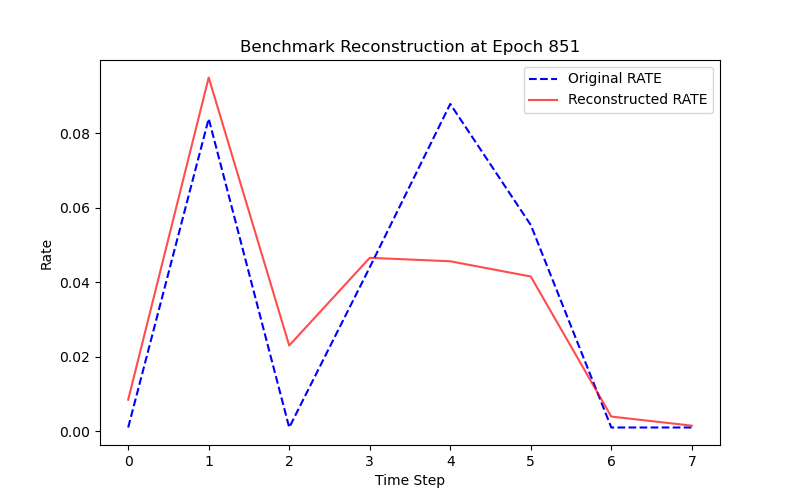 Benchmark Reconstruction at Epoch 851
Original RATE
Reconstructed RATE
Rate
0.08
0.06
0.04
0.02
0.00
0 1 2 3 4 5 6 7
Time Step